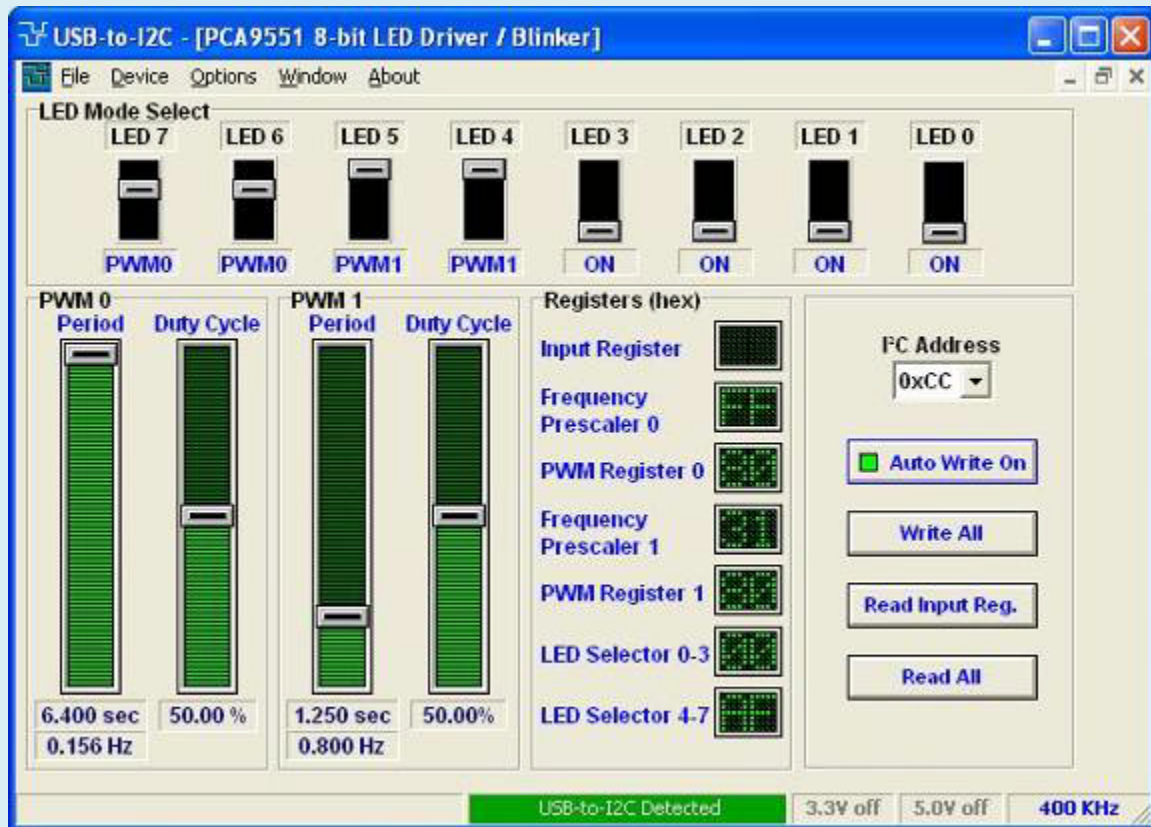 USB-to-I2C - [PCA9551 8-bit LED Driver / Blinker]
File Device Options Window About
LED Mode Select
LED 7 LED 6 LED 5 LED 4 LED 3 LED 2 LED 1 LED 0
PWM0 PWM0 PWM1 PWM1 ON ON ON ON
PWM 0
Period Duty Cycle
6.400 sec 50.00 %
0.156 Hz
PWM 1
Period Duty Cycle
1.250 sec 50.00%
0.800 Hz
Registers (hex)
Input Register
Frequency
Prescaler 0
PWM Register 0
Frequency
Prescaler 1
PWM Register 1
LED Selector 0-3
LED Selector 4-7
I²C Address
0xCC
Auto Write On
Write All
Read Input Reg.
Read All
USB-to-I2C Detected 3.3V off 5.0V off 400 KHz